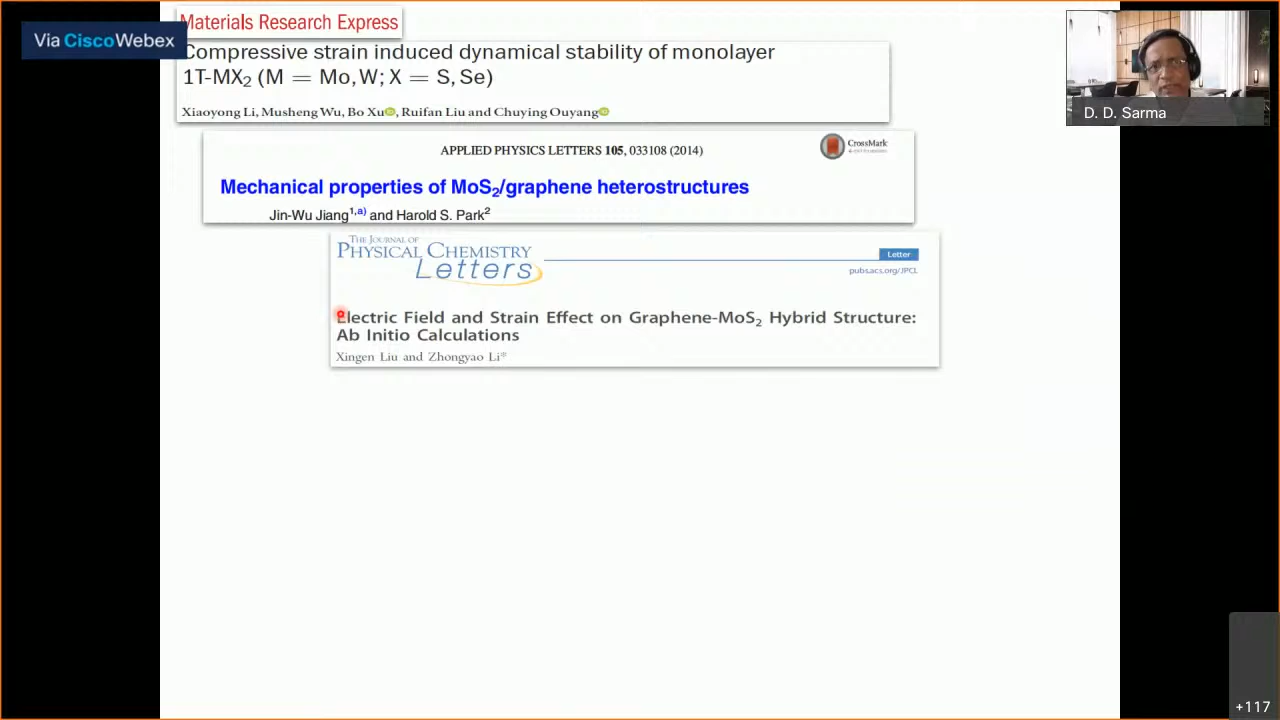 Via CiscoWebex
Materials Research Express
Compressive strain induced dynamical stability of monolayer
1T-MX₂ (M = Mo, W; X = S, Se)
Xiaoyong Li, Musheng Wu, Bo Xu, Ruifan Liu and Chuying Ouyang
APPLIED PHYSICS LETTERS 105, 033108 (2014)
CrossMark
Mechanical properties of MoS₂/graphene heterostructures
Jin-Wu Jiang¹,ᵃ⁾ and Harold S. Park²
THE JOURNAL OF
PHYSICAL CHEMISTRY
Letters
Letter
pubs.acs.org/JPCL
Electric Field and Strain Effect on Graphene-MoS₂ Hybrid Structure:
Ab Initio Calculations
Xingen Liu and Zhongyao Li*
D. D. Sarma
+117